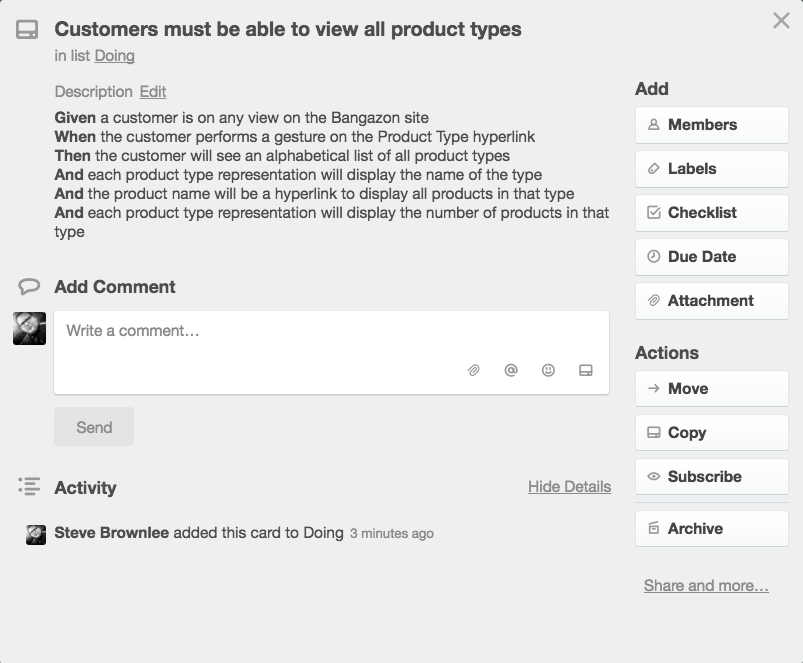 Customers must be able to view all product types
in list Doing
Description Edit
Given a customer is on any view on the Bangazon site
When the customer performs a gesture on the Product Type hyperlink
Then the customer will see an alphabetical list of all product types
And each product type representation will display the name of the type
And the product name will be a hyperlink to display all products in that type
And each product type representation will display the number of products in that
type
Add Comment
Write a comment…
Send
Activity
Hide Details
Steve Brownlee added this card to Doing 3 minutes ago
Add
Members
Labels
Checklist
Due Date
Attachment
Actions
Move
Copy
Subscribe
Archive
Share and more…